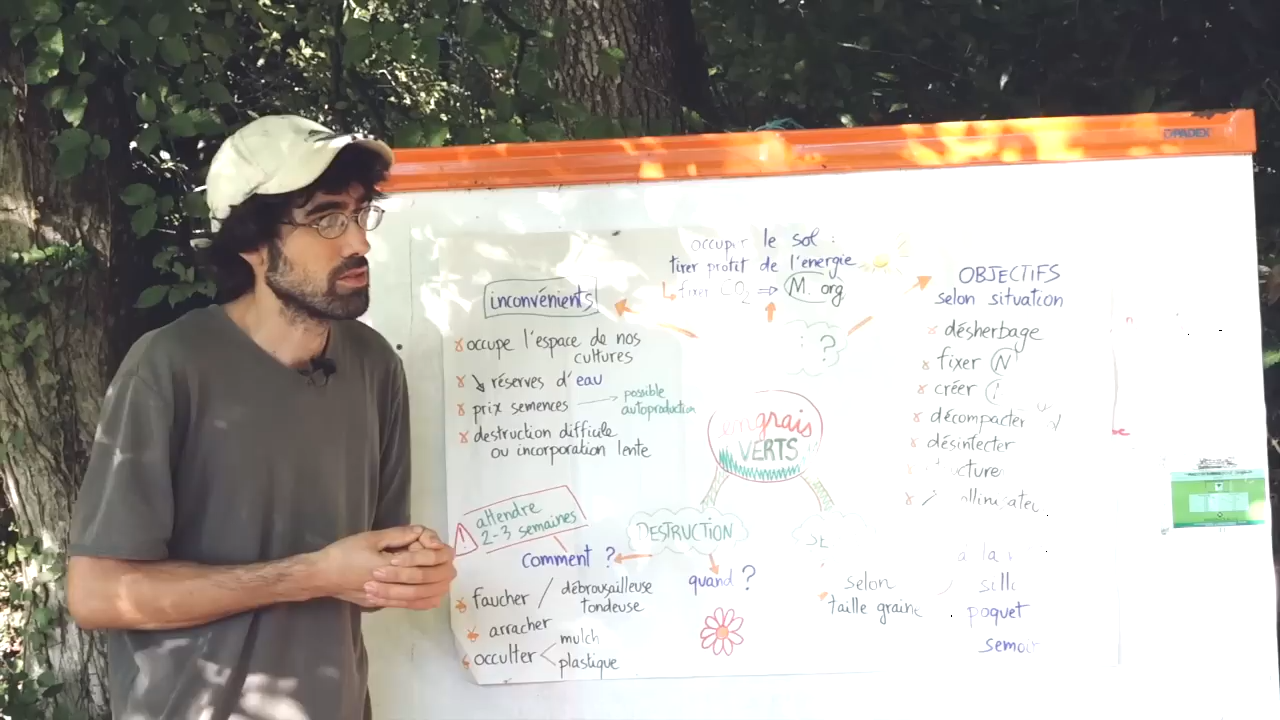 PADEX
occuper le sol :
tirer profit de l'énergie
fixer CO₂ ⇒ M. org
inconvénients
occupe l'espace de nos
cultures
↘ réserves d'eau
prix semences → possible
autoproduction
destruction difficile
ou incorporation lente
?
OBJECTIFS
selon situation
désherbage
fixer N
créer
décompacter
désinfecter
engrais
VERTS
attendre
2-3 semaines
DESTRUCTION
comment ?
faucher / débroussailleuse
tondeuse
arracher
occulter < mulch
plastique
quand ?
selon
taille graine
à la
poquet